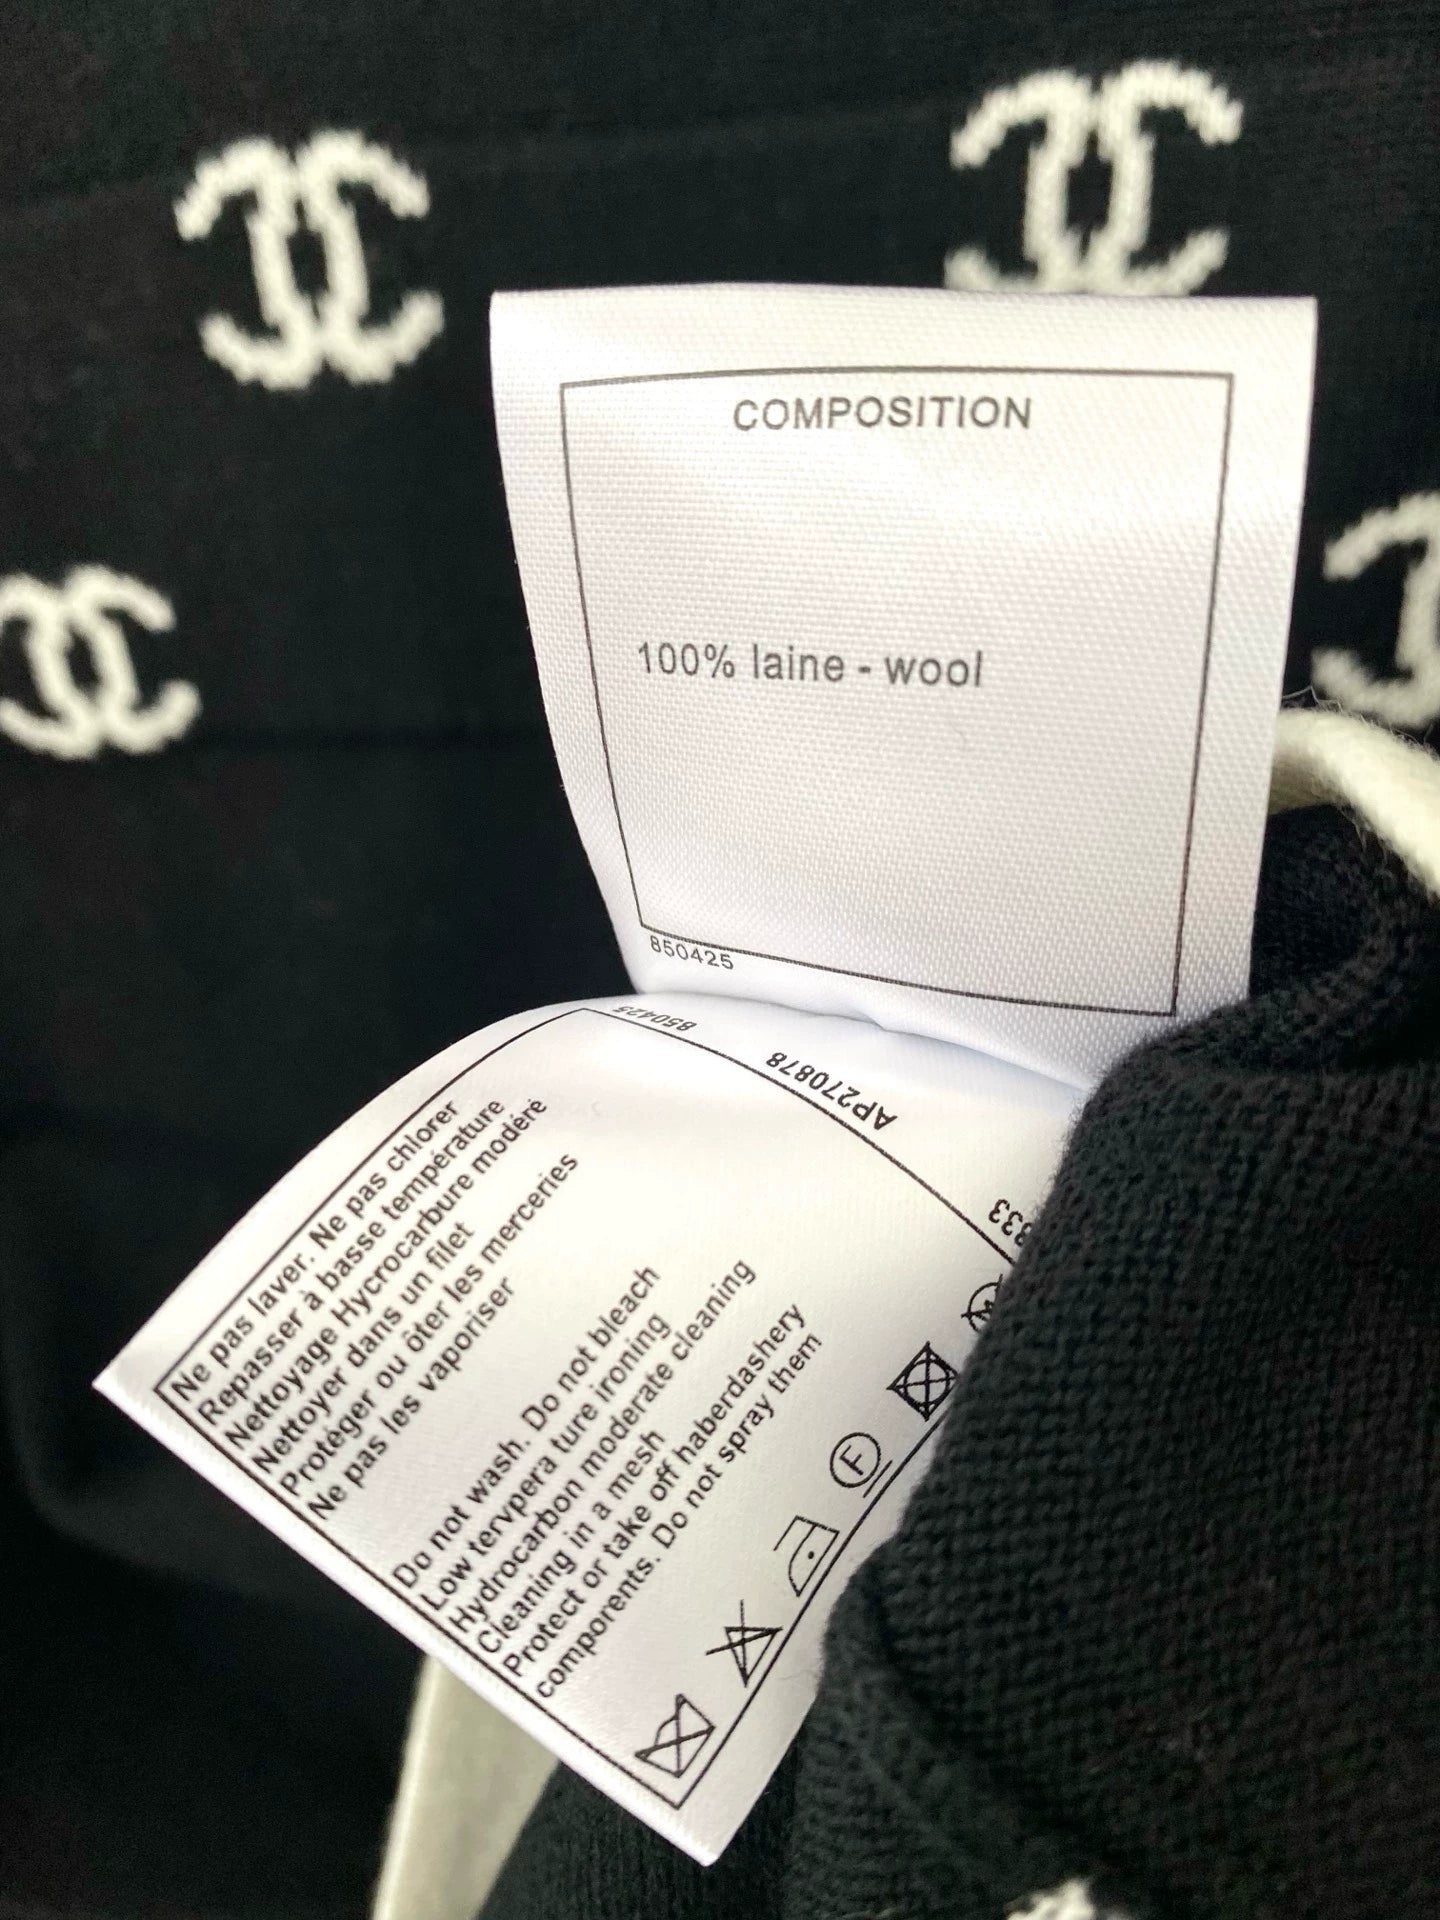 COMPOSITION
100% laine - wool
850425
850425
AP270878
333
Ne pas laver. Ne pas chlorer
Repasser à basse température
Nettoyage Hycrocarbure modéré
Nettoyer dans un filet
Protéger ou ôter les merceries
Ne pas les vaporiser
Do not wash. Do not bleach
Low tervpera ture ironing
Hydrocarbon moderate cleaning
Cleaning in a mesh
Protect or take off haberdashery
components. Do not spray them
F